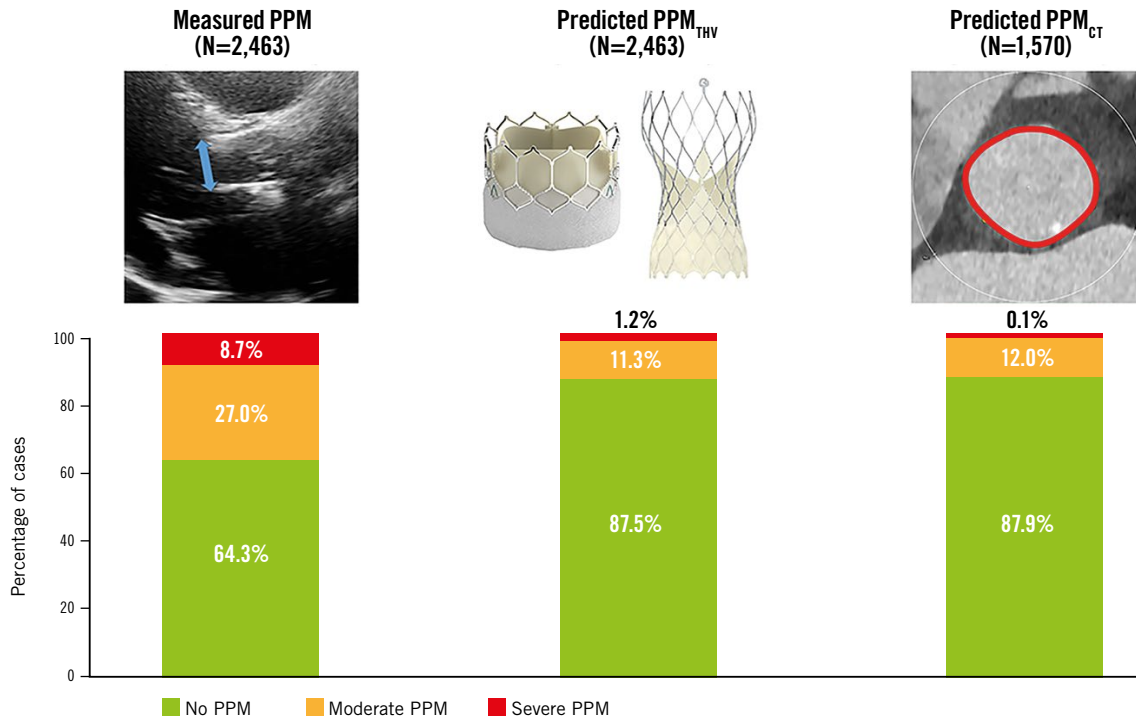 Measured PPM
(N=2,463)
Predicted PPM_THV
(N=2,463)
Predicted PPM_CT
(N=1,570)
Percentage of cases
100
80
60
40
20
0
8.7%
27.0%
64.3%
1.2%
11.3%
87.5%
0.1%
12.0%
87.9%
No PPM
Moderate PPM
Severe PPM